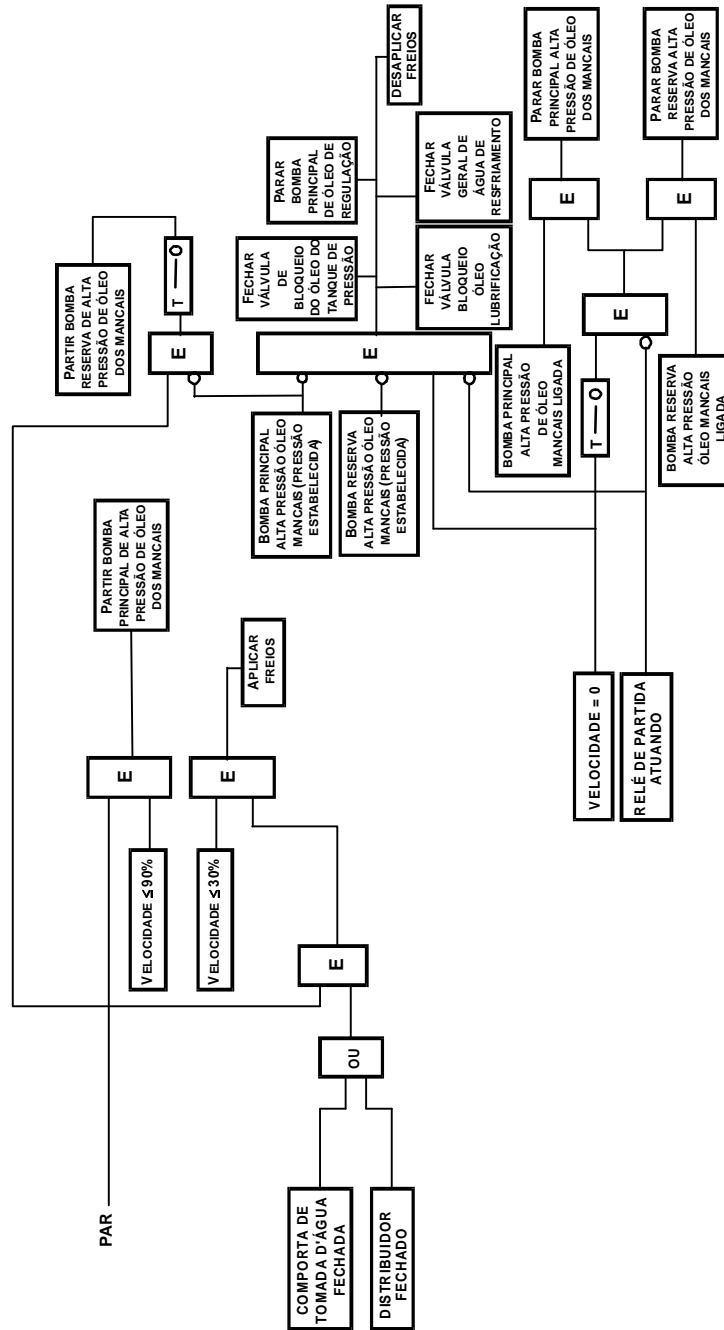 PAR
COMPORTA DE
TOMADA D'ÁGUA
FECHADA
DISTRIBUIDOR
FECHADO
OU
E
VELOCIDADE ≤90%
VELOCIDADE ≤30%
E
E
PARTIR BOMBA
PRINCIPAL DE ALTA
PRESSÃO DE ÓLEO
DOS MANCAIS
APLICAR
FREIOS
VELOCIDADE = 0
RELÉ DE PARTIDA
ATUANDO
BOMBA PRINCIPAL
ALTA PRESSÃO ÓLEO
MANCAIS (PRESSÃO
ESTABELECIDA)
BOMBA RESERVA
ALTA PRESSÃO ÓLEO
MANCAIS (PRESSÃO
ESTABELECIDA)
E
E
T — O
PARTIR BOMBA
RESERVA DE ALTA
PRESSÃO DE ÓLEO
DOS MANCAIS
FECHAR
VÁLVULA
DE
BLOQUEIO
DO ÓLEO DO
TANQUE DE
PRESSÃO
PARAR
BOMBA
PRINCIPAL
DE ÓLEO DE
REGULAÇÃO
FECHAR
VÁLVULA
BLOQUEIO
ÓLEO
LUBRIFICAÇÃO
FECHAR
VÁLVULA
GERAL DE
ÁGUA DE
RESFRIAMENTO
DESAPLICAR
FREIOS
BOMBA PRINCIPAL
ALTA PRESSÃO
DE ÓLEO
MANCAIS LIGADA
T — O
E
BOMBA RESERVA
ALTA PRESSÃO
ÓLEO MANCAIS
LIGADA
E
E
PARAR BOMBA
PRINCIPAL ALTA
PRESSÃO DE ÓLEO
DOS MANCAIS
PARAR BOMBA
RESERVA ALTA
PRESSÃO DE ÓLEO
DOS MANCAIS